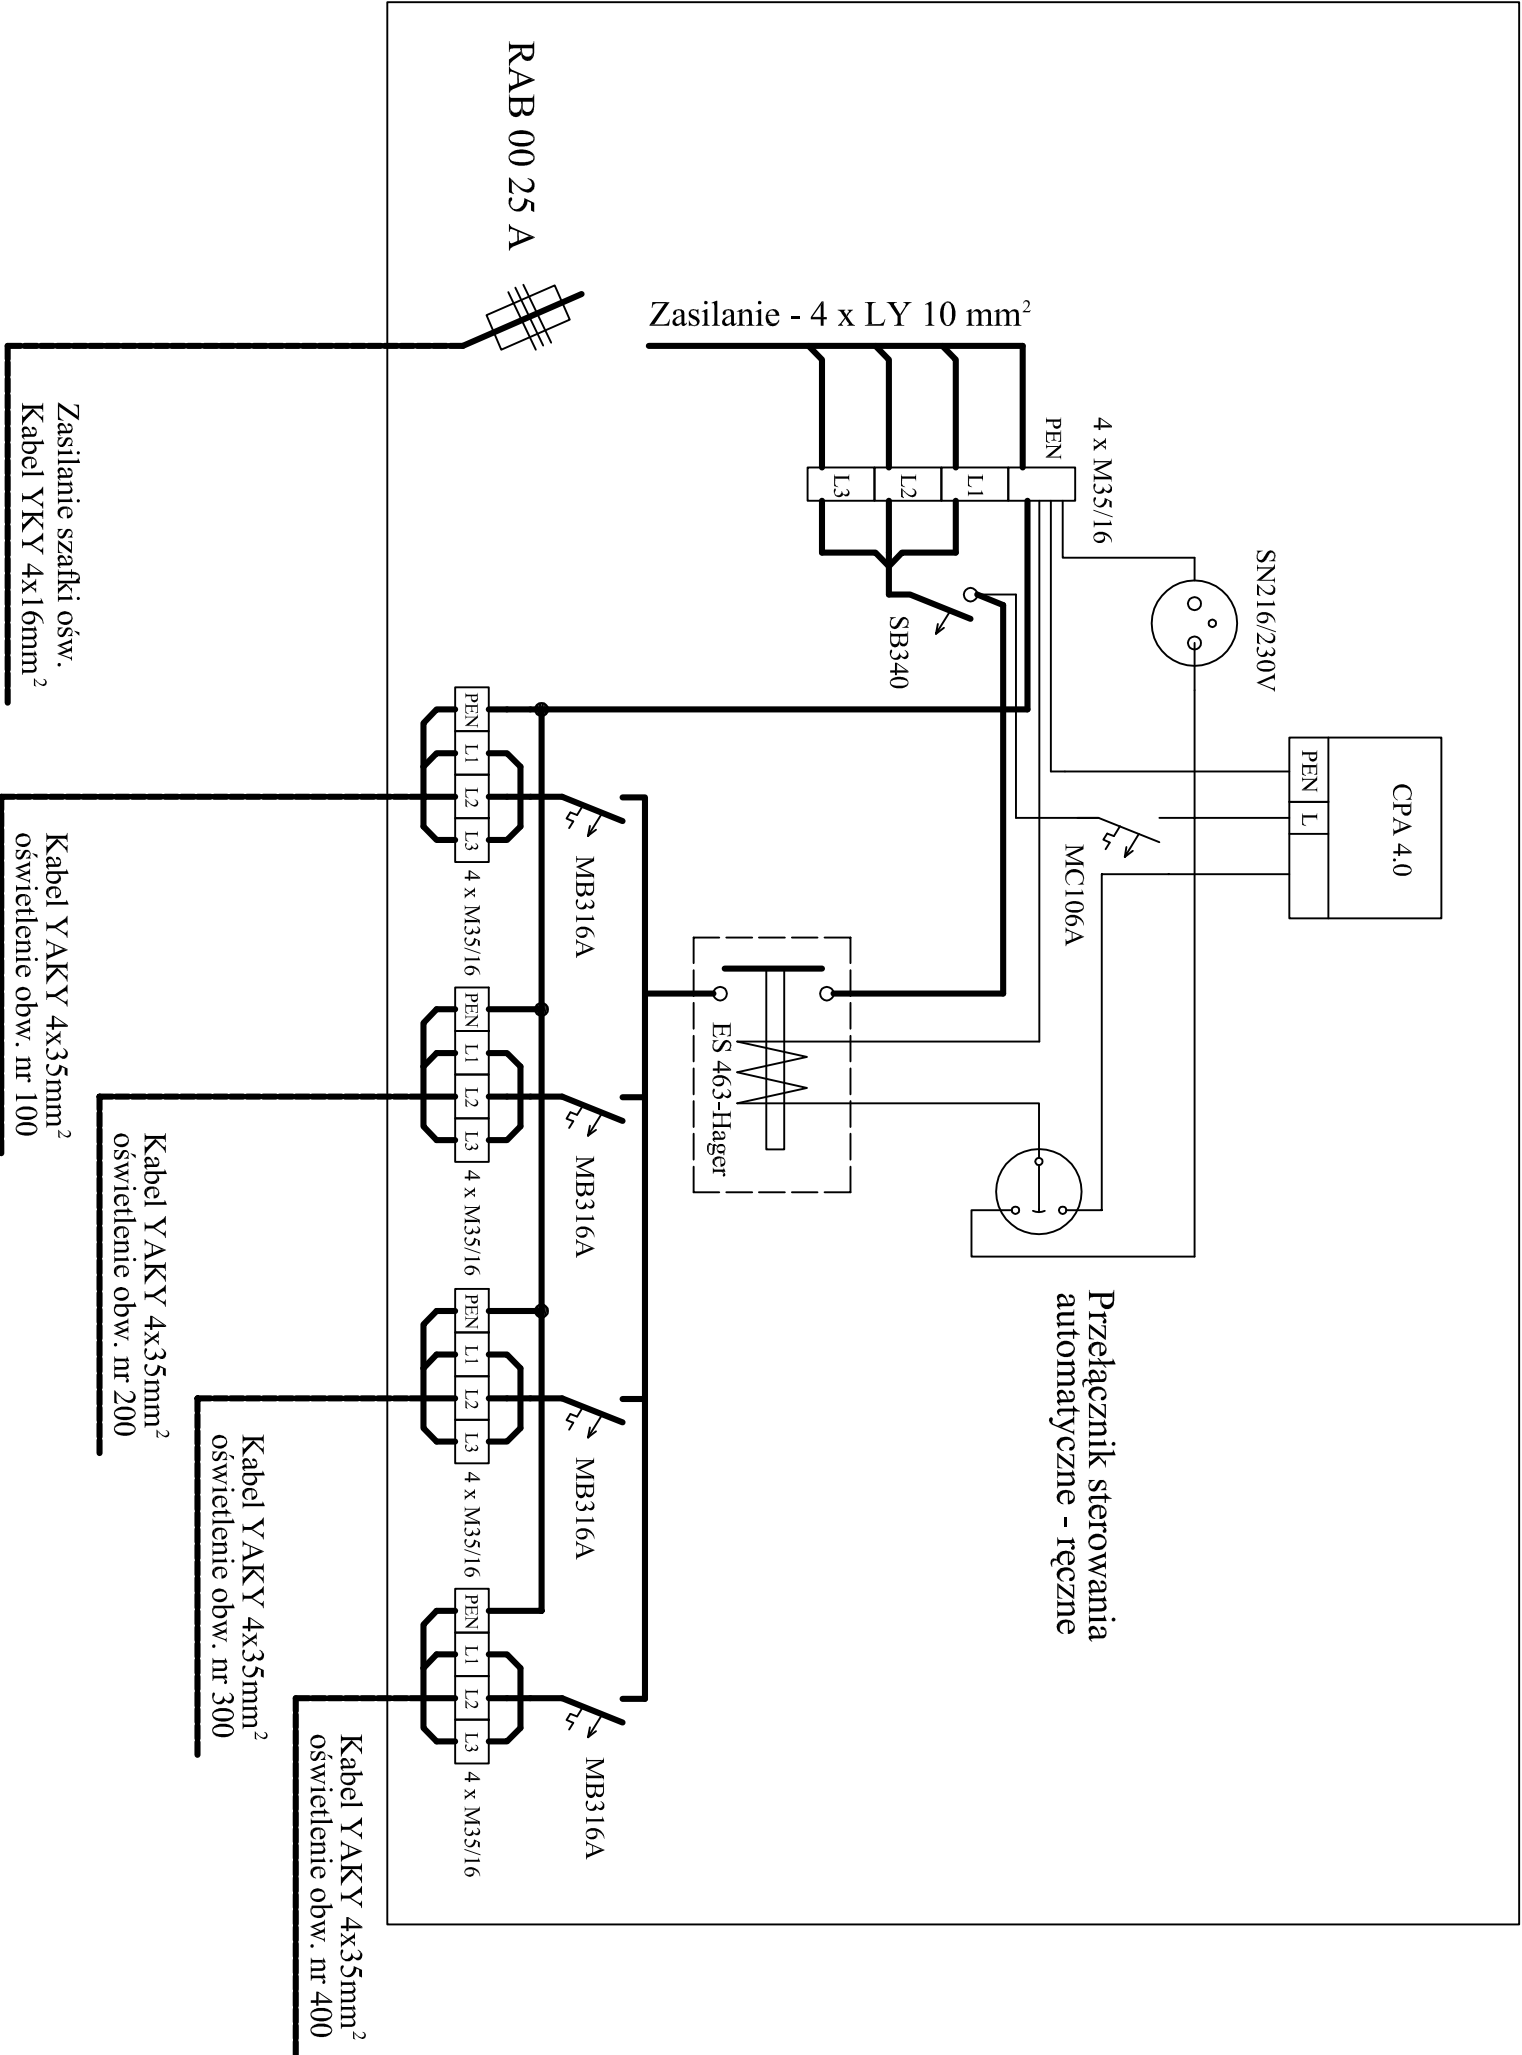 RAB 00 25 A
Zasilanie - 4 x LY 10 mm²
4 x M35/16
PEN
L1
L2
L3
SN216/230V
SB340
CPA 4.0
PEN
L
MC106A
ES 463-Hager
Przełącznik sterowania
automatyczne - ręczne
MB316A
MB316A
MB316A
MB316A
PEN
L1
L2
L3
4 x M35/16
PEN
L1
L2
L3
4 x M35/16
PEN
L1
L2
L3
4 x M35/16
PEN
L1
L2
L3
4 x M35/16
Zasilanie szafki ośw.
Kabel YKY 4x16mm²
Kabel YAKY 4x35mm²
oświetlenie obw. nr 100
Kabel YAKY 4x35mm²
oświetlenie obw. nr 200
Kabel YAKY 4x35mm²
oświetlenie obw. nr 300
Kabel YAKY 4x35mm²
oświetlenie obw. nr 400